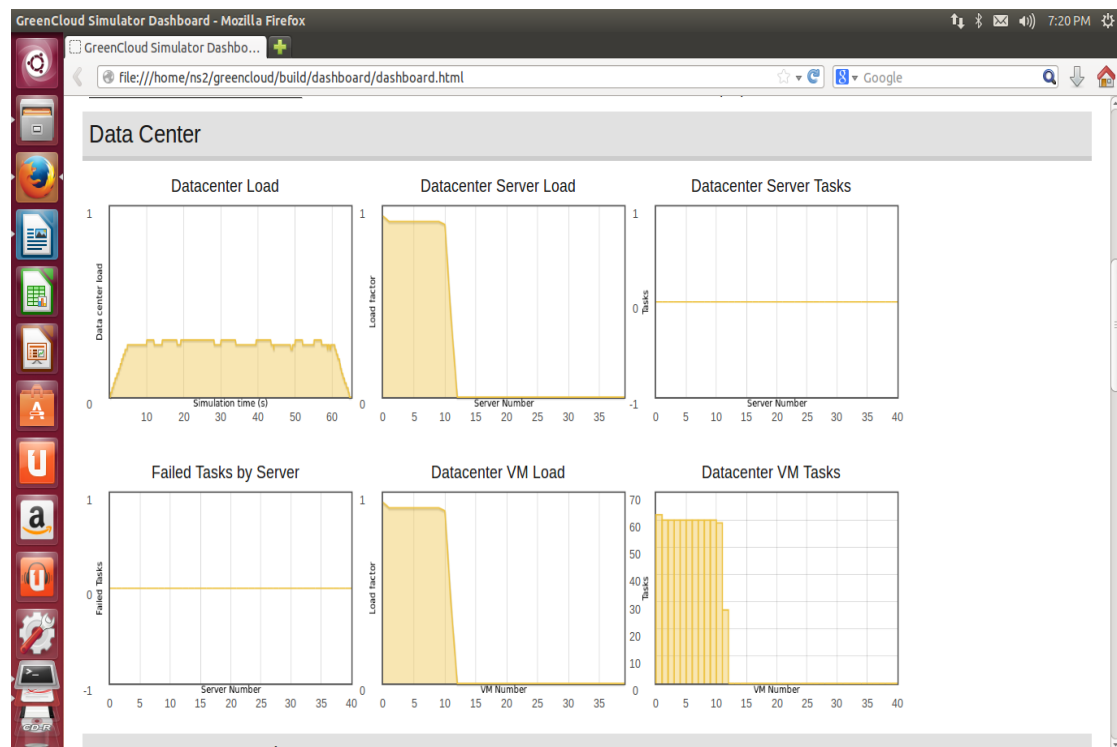 GreenCloud Simulator Dashboard - Mozilla Firefox
7:20 PM
GreenCloud Simulator Dashbo...
file:///home/ns2/greencloud/build/dashboard/dashboard.html
8
Google
Data Center
Datacenter Load
1
0
Data center load
Simulation time (s)
10 20 30 40 50 60
Datacenter Server Load
1
0
Load factor
Server Number
0 5 10 15 20 25 30 35
Datacenter Server Tasks
1
0
-1
Tasks
Server Number
0 5 10 15 20 25 30 35 40
Failed Tasks by Server
1
0
-1
Failed Tasks
Server Number
0 5 10 15 20 25 30 35 40
Datacenter VM Load
1
0
Load factor
VM Number
0 5 10 15 20 25 30 35
Datacenter VM Tasks
70
60
50
40
30
20
10
0
Tasks
VM Number
0 5 10 15 20 25 30 35 40
A
U
a
U
>_
CD-R